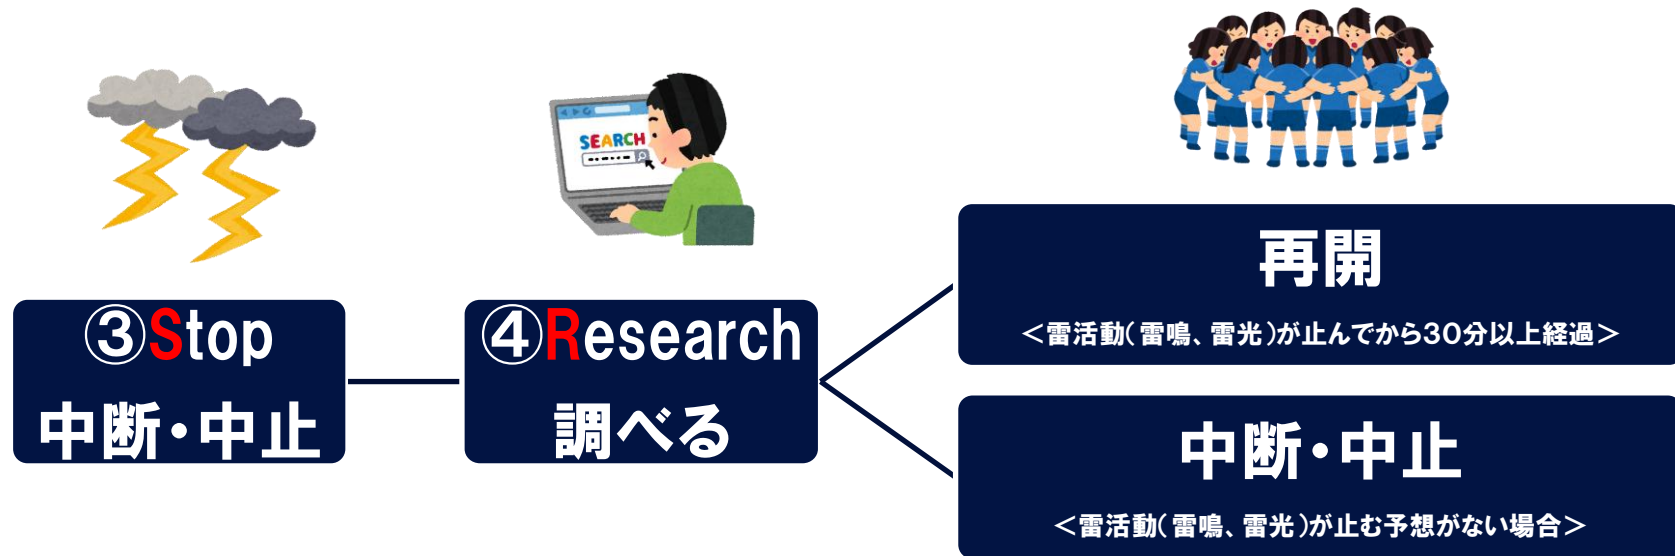 SEARCH
③Stop
中断・中止
④Research
調べる
再開
＜雷活動（雷鳴、雷光）が止んでから30分以上経過＞
中断・中止
＜雷活動（雷鳴、雷光）が止む予想がない場合＞